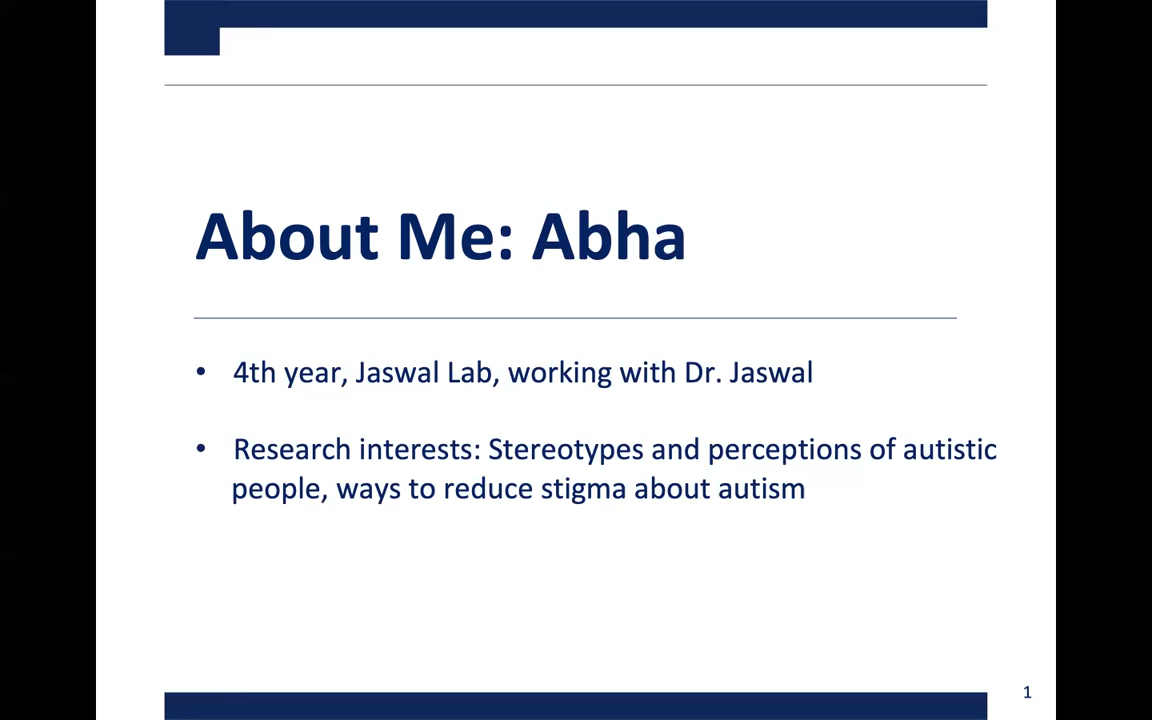 About Me: Abha
• 4th year, Jaswal Lab, working with Dr. Jaswal
• Research interests: Stereotypes and perceptions of autistic
people, ways to reduce stigma about autism
1